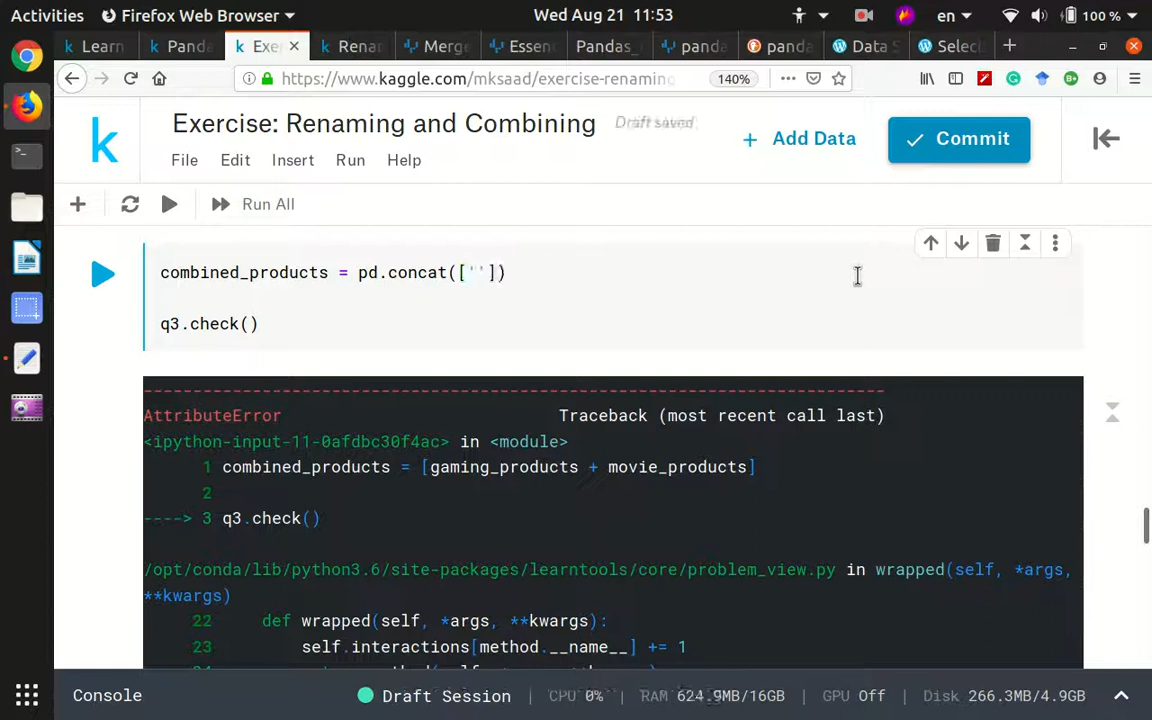 Activities Firefox Web Browser Wed Aug 21 11:53 en 100 %
Learn Panda Exer Renar Merge Essen Pandas_ panda panda Data S Selec
https://www.kaggle.com/mksaad/exercise-renaming 140%
k Exercise: Renaming and Combining Draft saved
+ Add Data Commit
File Edit Insert Run Help
Run All
combined_products = pd.concat([''])
q3.check()
---------------------------------------------------------------------------
AttributeError Traceback (most recent call last)
<ipython-input-11-0afdbc30f4ac> in <module>
1 combined_products = [gaming_products + movie_products]
2
----> 3 q3.check()
/opt/conda/lib/python3.6/site-packages/learntools/core/problem_view.py in wrapped(self, *args,
**kwargs)
22 def wrapped(self, *args, **kwargs):
23 self.interactions[method.__name__] += 1
Console Draft Session CPU 0% RAM 624.9MB/16GB GPU Off Disk 266.3MB/4.9GB